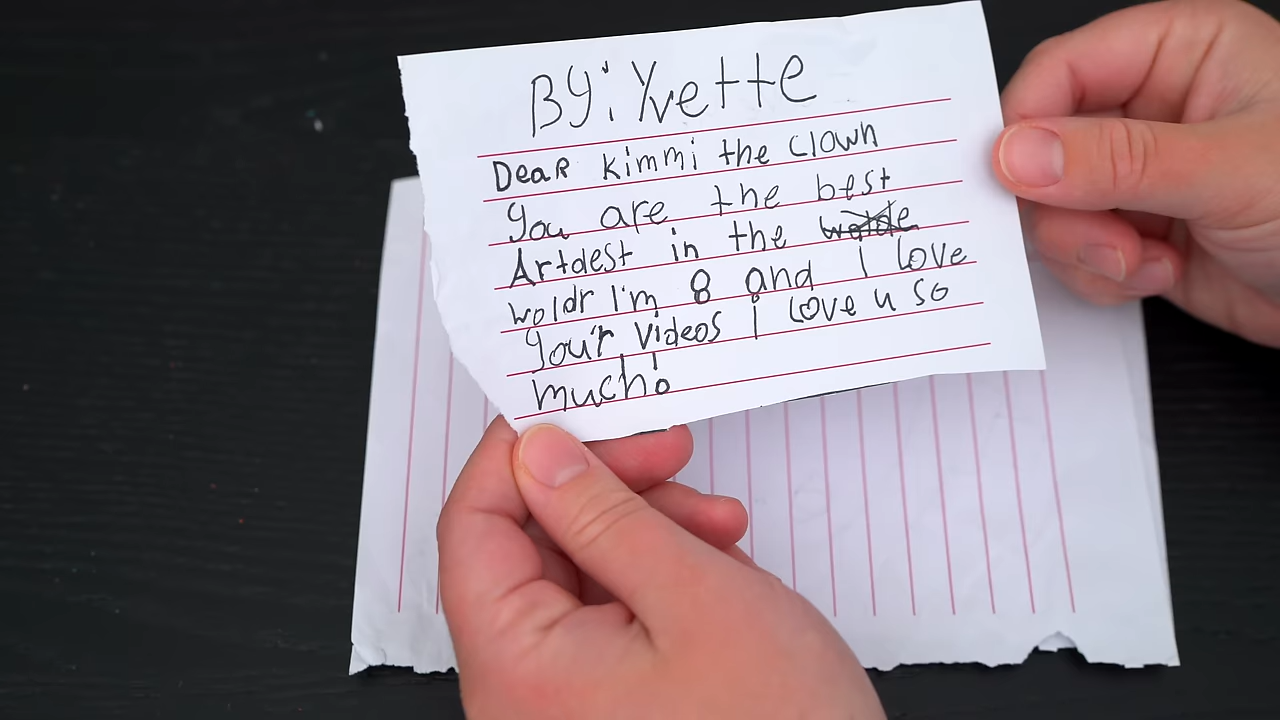 By: Yvette
Dear Kimmi the Clown
You are the best
Artdest in the
woldr I'm 8 and I love
you'r Videos i love u so
much!